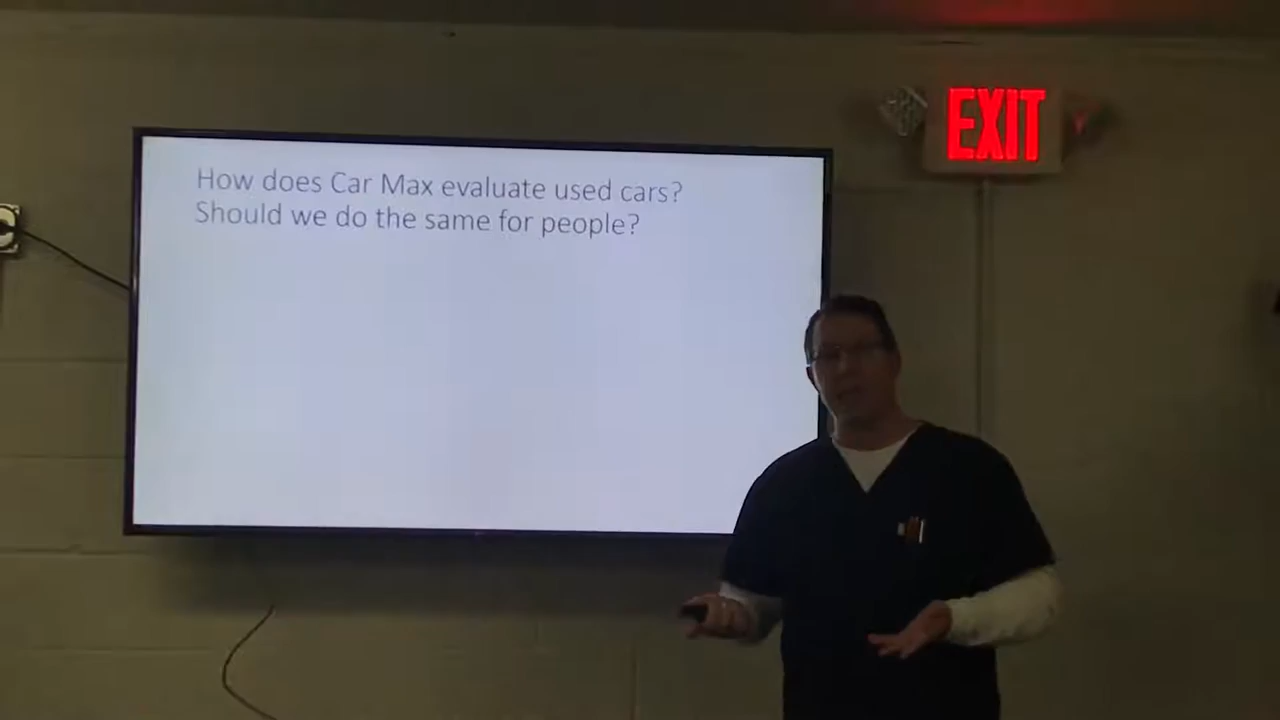 How does Car Max evaluate used cars?
Should we do the same for people?
EXIT